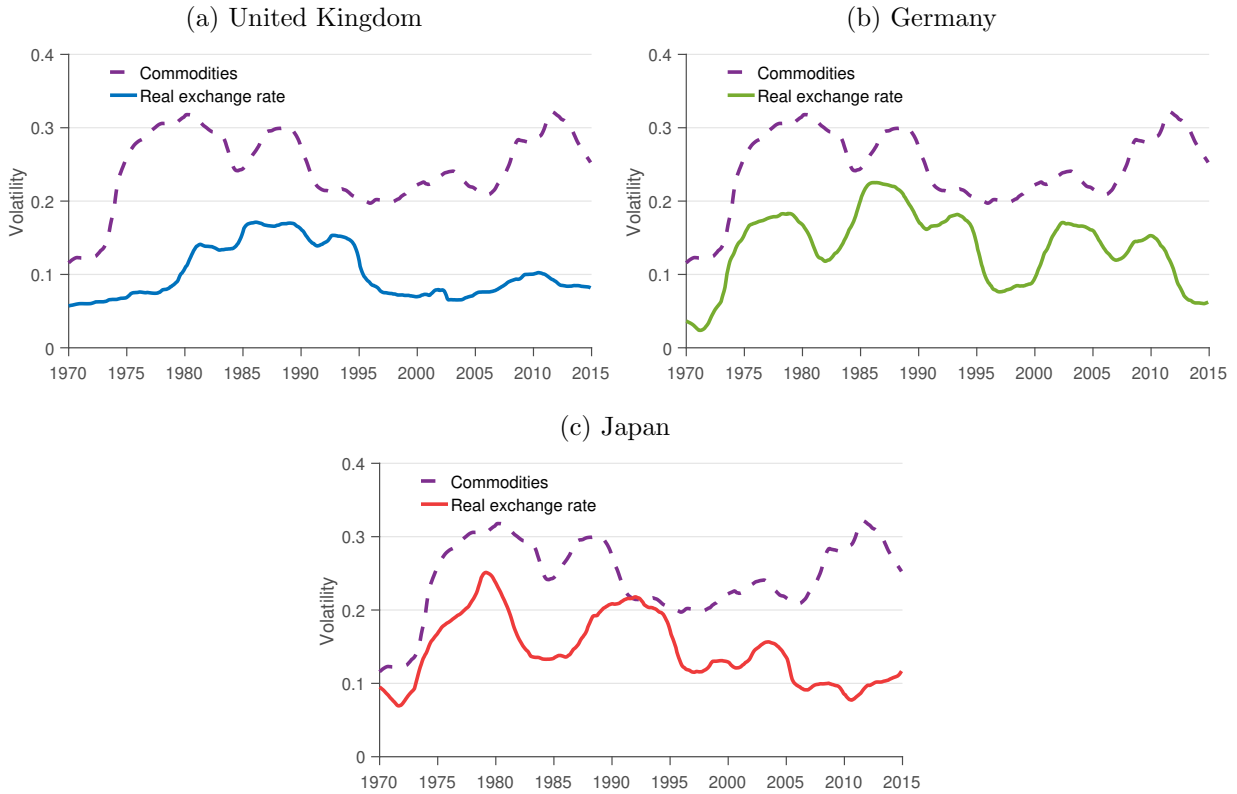 (a) United Kingdom
0.4
Commodities
Real exchange rate
0.3
0.2
0.1
0
Volatility
1970 1975 1980 1985 1990 1995 2000 2005 2010 2015
(b) Germany
0.4
Commodities
Real exchange rate
0.3
0.2
0.1
0
Volatility
1970 1975 1980 1985 1990 1995 2000 2005 2010 2015
(c) Japan
0.4
Commodities
Real exchange rate
0.3
0.2
0.1
0
Volatility
1970 1975 1980 1985 1990 1995 2000 2005 2010 2015